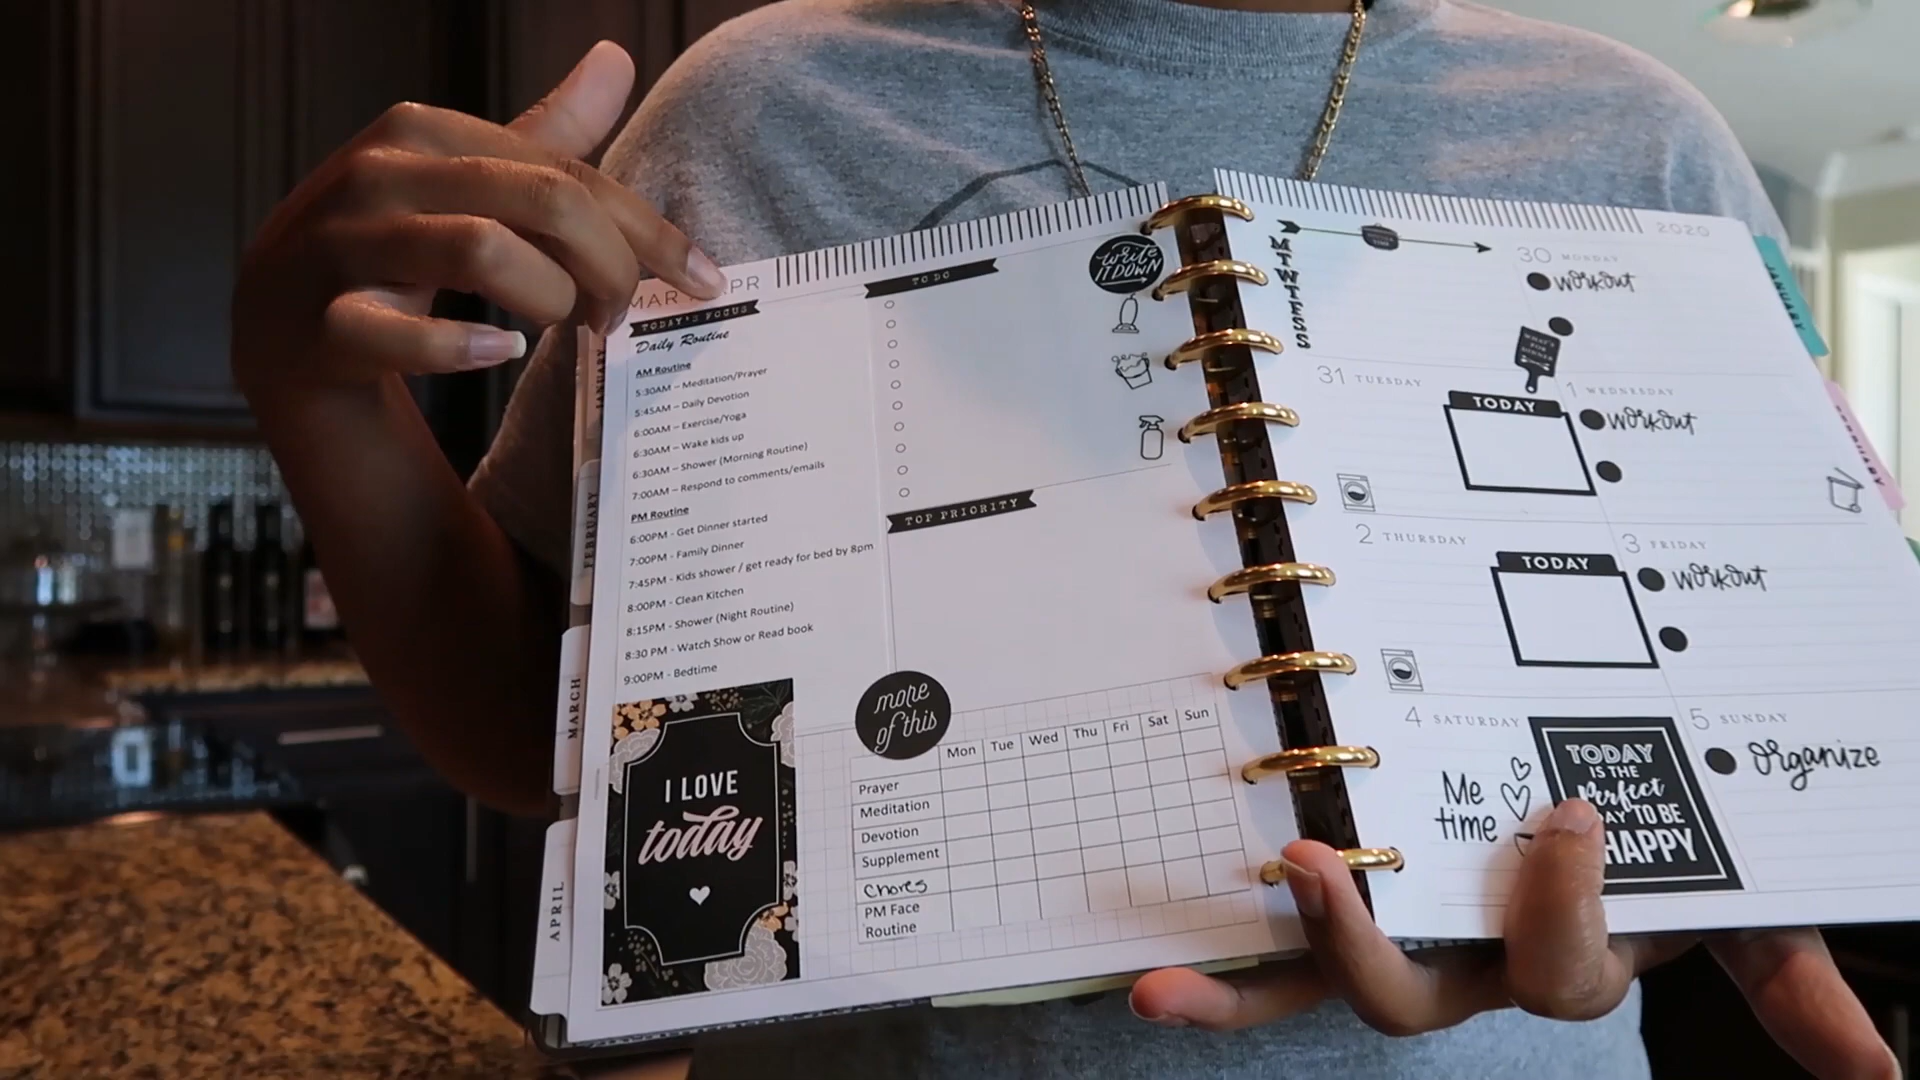 MAR
APR
TODAY'S FOCUS
Daily Routine
AM Routine
5:30AM – Meditation/Prayer
5:45AM – Daily Devotion
6:00AM – Exercise/Yoga
6:30AM – Wake kids up
6:30AM – Shower (Morning Routine)
7:00AM – Respond to comments/emails
PM Routine
6:00PM - Get Dinner started
7:00PM - Family Dinner
7:45PM - Kids shower / get ready for bed by 8pm
8:00PM - Clean Kitchen
8:15PM - Shower (Night Routine)
8:30 PM - Watch Show or Read book
9:00PM - Bedtime
I LOVE
today
TO DO
write
IT DOWN
TOP PRIORITY
more
of this
Mon Tue Wed Thu Fri Sat Sun
Prayer
Meditation
Devotion
Supplement
Chores
PM Face
Routine
JANUARY
FEBRUARY
MARCH
APRIL
2020
M
T
W
T
F
S
S
30 MONDAY
workout
WHAT'S
FOR
DINNER
31 TUESDAY
TODAY
1 WEDNESDAY
workout
2 THURSDAY
TODAY
3 FRIDAY
workout
4 SATURDAY
Me
time
TODAY
IS THE
Perfect
DAY TO BE
HAPPY
5 SUNDAY
Organize
JANUARY
FEBRUARY